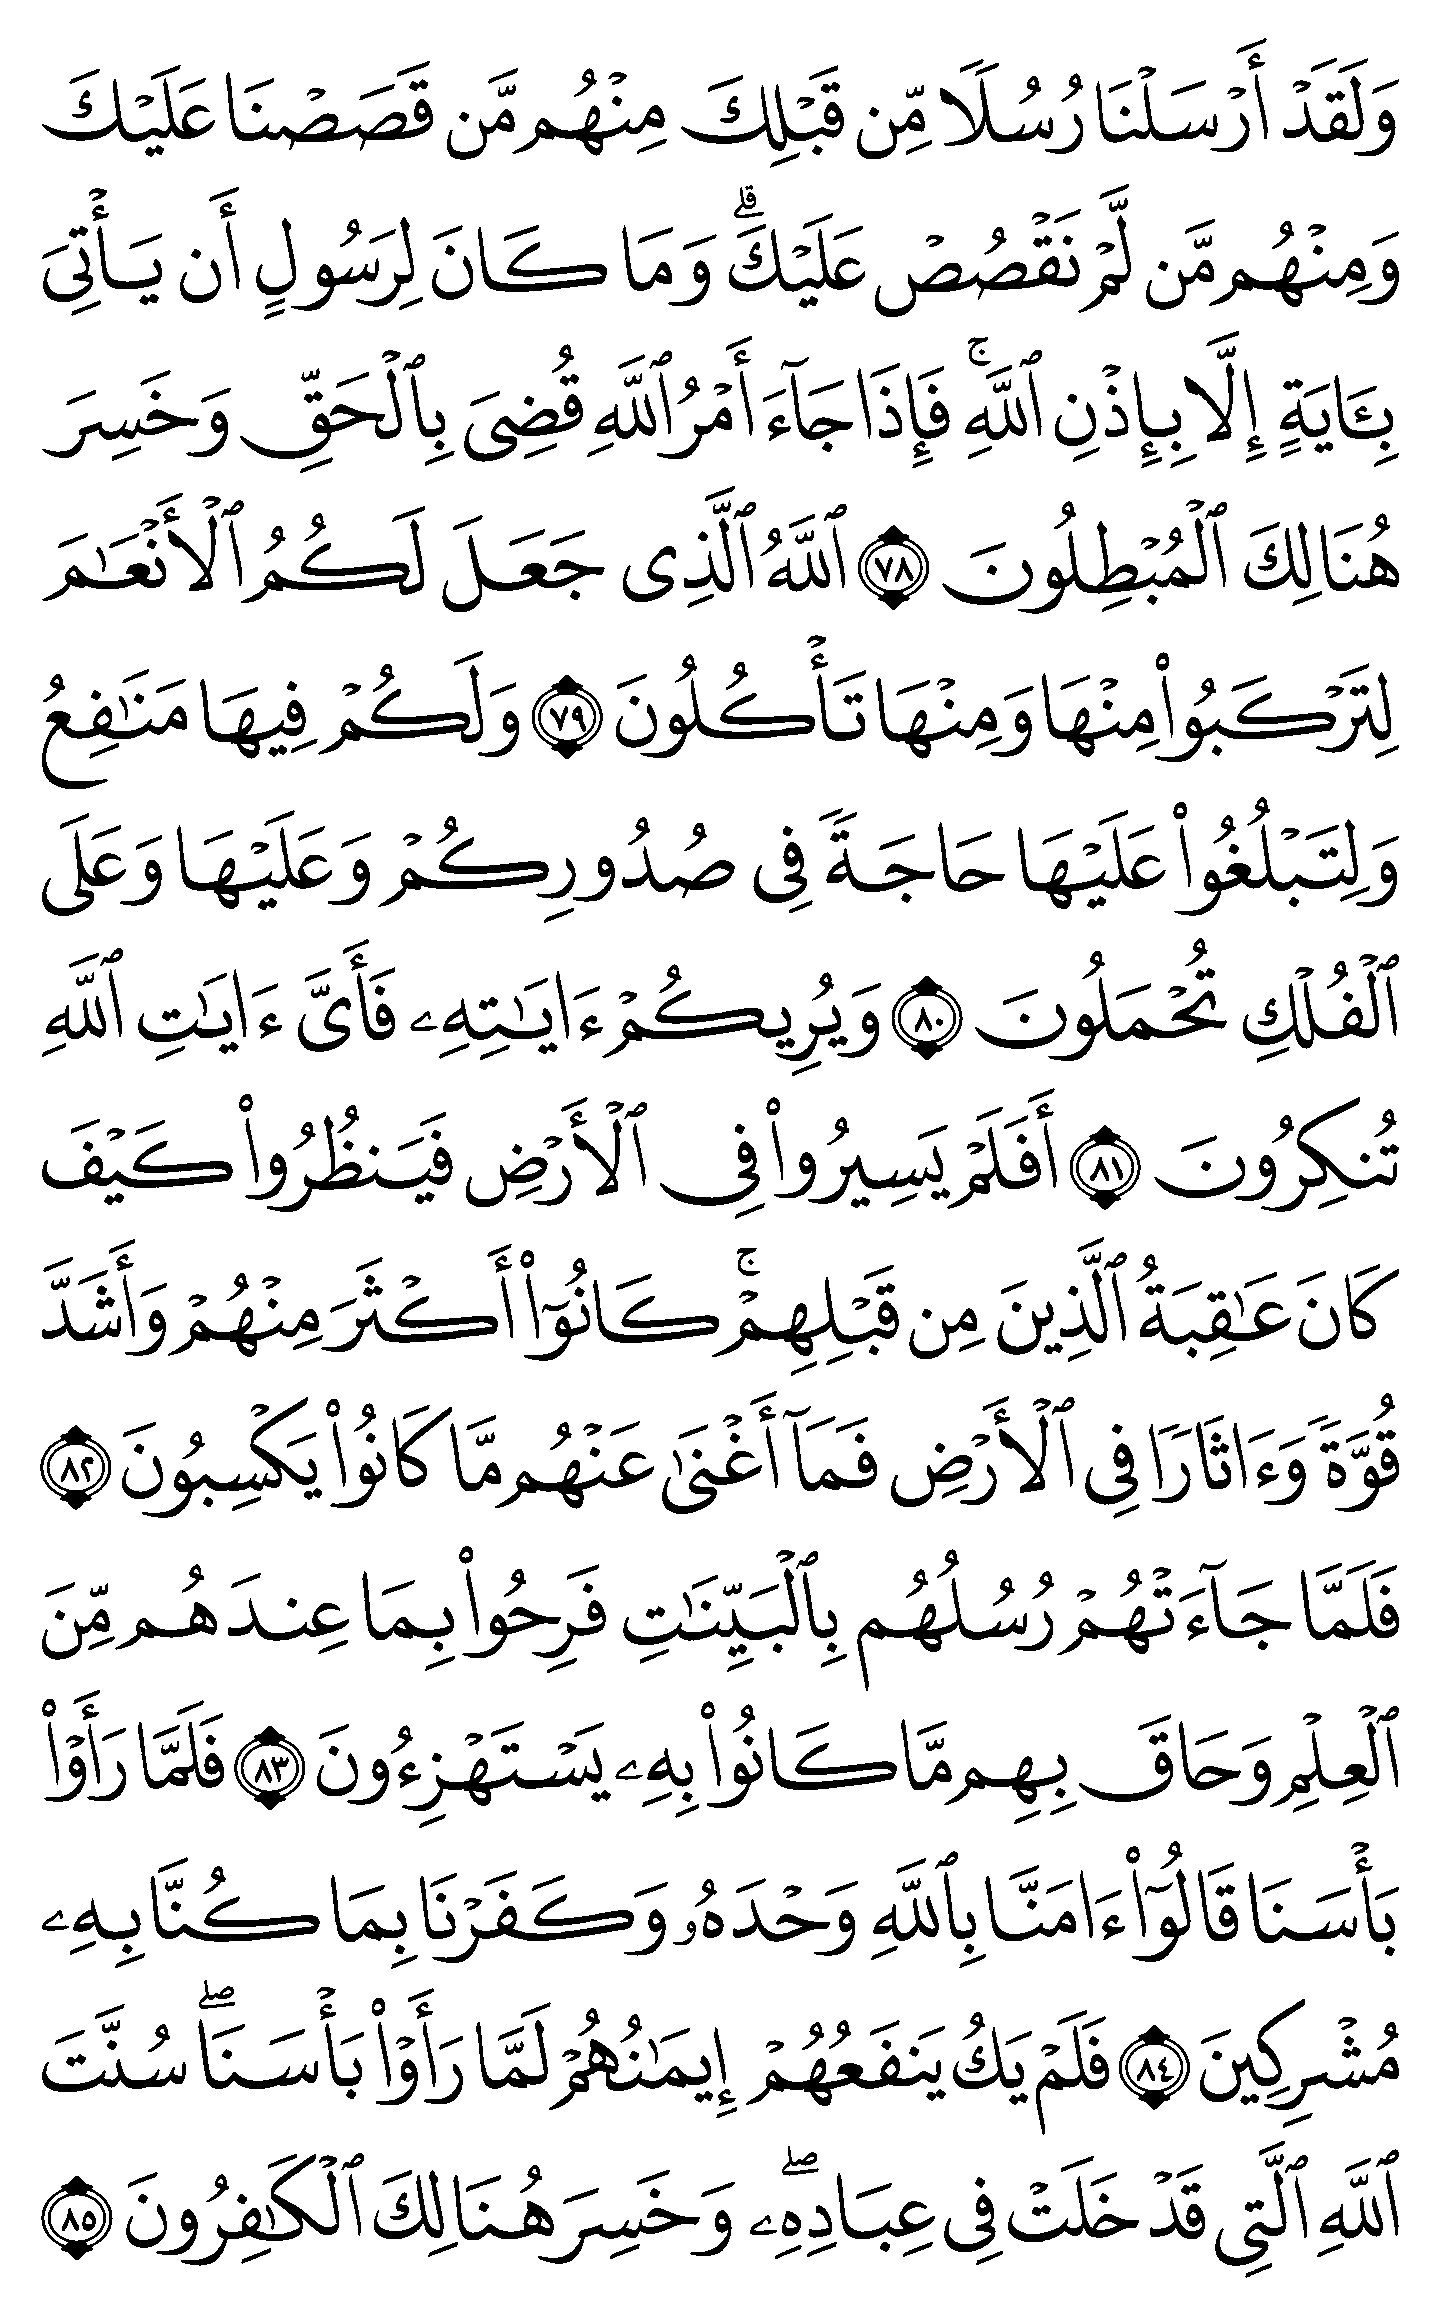 وَلَقَدۡ أَرۡسَلۡنَا رُسُلٗا مِّن قَبۡلِكَ مِنۡهُم مَّن قَصَصۡنَا عَلَيۡكَ
وَمِنۡهُم مَّن لَّمۡ نَقۡصُصۡ عَلَيۡكَۗ وَمَا كَانَ لِرَسُولٍ أَن يَأۡتِيَ
بِـَٔايَةٍ إِلَّا بِإِذۡنِ ٱللَّهِۚ فَإِذَا جَآءَ أَمۡرُ ٱللَّهِ قُضِيَ بِٱلۡحَقِّ وَخَسِرَ
هُنَالِكَ ٱلۡمُبۡطِلُونَ ٧٨ ٱللَّهُ ٱلَّذِي جَعَلَ لَكُمُ ٱلۡأَنۡعَٰمَ
لِتَرۡكَبُواْ مِنۡهَا وَمِنۡهَا تَأۡكُلُونَ ٧٩ وَلَكُمۡ فِيهَا مَنَٰفِعُ
وَلِتَبۡلُغُواْ عَلَيۡهَا حَاجَةٗ فِي صُدُورِكُمۡ وَعَلَيۡهَا وَعَلَى
ٱلۡفُلۡكِ تُحۡمَلُونَ ٨٠ وَيُرِيكُمۡ ءَايَٰتِهِۦ فَأَيَّ ءَايَٰتِ ٱللَّهِ
تُنكِرُونَ ٨١ أَفَلَمۡ يَسِيرُواْ فِي ٱلۡأَرۡضِ فَيَنظُرُواْ كَيۡفَ
كَانَ عَٰقِبَةُ ٱلَّذِينَ مِن قَبۡلِهِمۡۚ كَانُوٓاْ أَكۡثَرَ مِنۡهُمۡ وَأَشَدَّ
قُوَّةٗ وَءَاثَارٗا فِي ٱلۡأَرۡضِ فَمَآ أَغۡنَىٰ عَنۡهُم مَّا كَانُواْ يَكۡسِبُونَ ٨٢
فَلَمَّا جَآءَتۡهُمۡ رُسُلُهُم بِٱلۡبَيِّنَٰتِ فَرِحُواْ بِمَا عِندَهُم مِّنَ
ٱلۡعِلۡمِ وَحَاقَ بِهِم مَّا كَانُواْ بِهِۦ يَسۡتَهۡزِءُونَ ٨٣ فَلَمَّا رَأَوۡاْ
بَأۡسَنَا قَالُوٓاْ ءَامَنَّا بِٱللَّهِ وَحۡدَهُۥ وَكَفَرۡنَا بِمَا كُنَّا بِهِۦ
مُشۡرِكِينَ ٨٤ فَلَمۡ يَكُ يَنفَعُهُمۡ إِيمَٰنُهُمۡ لَمَّا رَأَوۡاْ بَأۡسَنَاۖ سُنَّتَ
ٱللَّهِ ٱلَّتِي قَدۡ خَلَتۡ فِي عِبَادِهِۦۖ وَخَسِرَ هُنَالِكَ ٱلۡكَٰفِرُونَ ٨٥